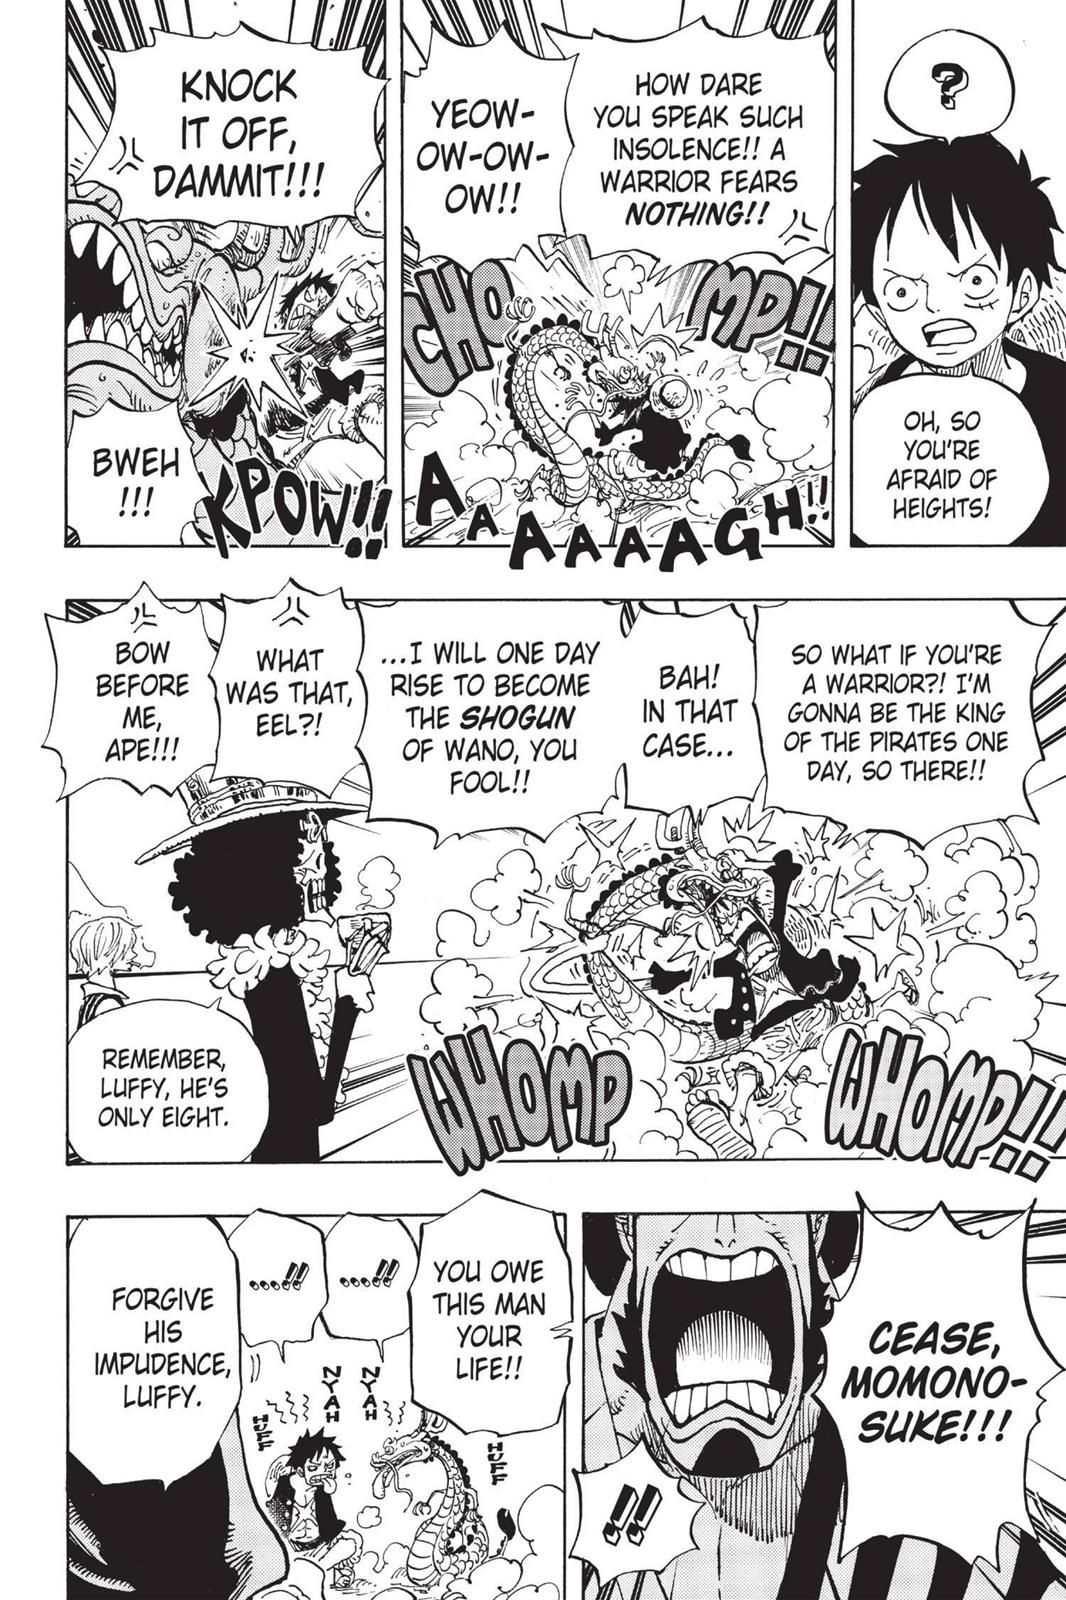 ?
OH, SO
YOU'RE
AFRAID OF
HEIGHTS!
HOW DARE
YOU SPEAK SUCH
INSOLENCE!! A
WARRIOR FEARS
NOTHING!!
YEOW-
OW-OW-
OW!!
CHOMP!!
AAAAAAAGH!!
KNOCK
IT OFF,
DAMMIT!!!
BWEH
!!!
KPOW!!
SO WHAT IF YOU'RE
A WARRIOR?! I'M
GONNA BE THE KING
OF THE PIRATES ONE
DAY, SO THERE!!
BAH!
IN THAT
CASE...
...I WILL ONE DAY
RISE TO BECOME
THE SHOGUN
OF WANO, YOU
FOOL!!
WHAT
WAS THAT,
EEL?!
BOW
BEFORE
ME,
APE!!!
WHOMP
WHOMP!!
REMEMBER,
LUFFY, HE'S
ONLY EIGHT.
CEASE,
MOMONO-
SUKE!!!
!!
YOU OWE
THIS MAN
YOUR
LIFE!!
....!!
....!!
NYAH
NYAH
HUFF
HUFF
FORGIVE
HIS
IMPUDENCE,
LUFFY.